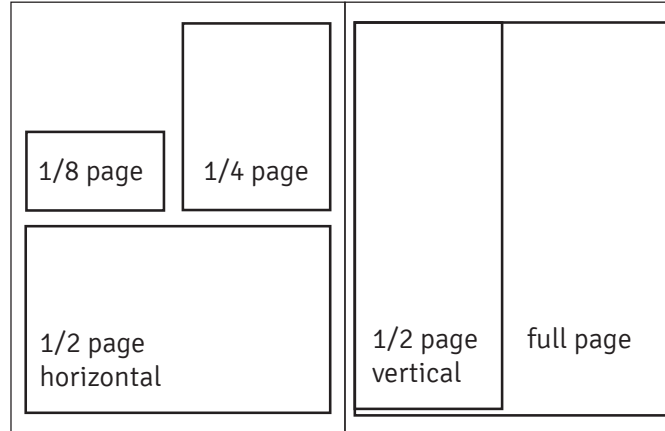 1/8 page
1/4 page
1/2 page
horizontal
1/2 page
vertical
full page